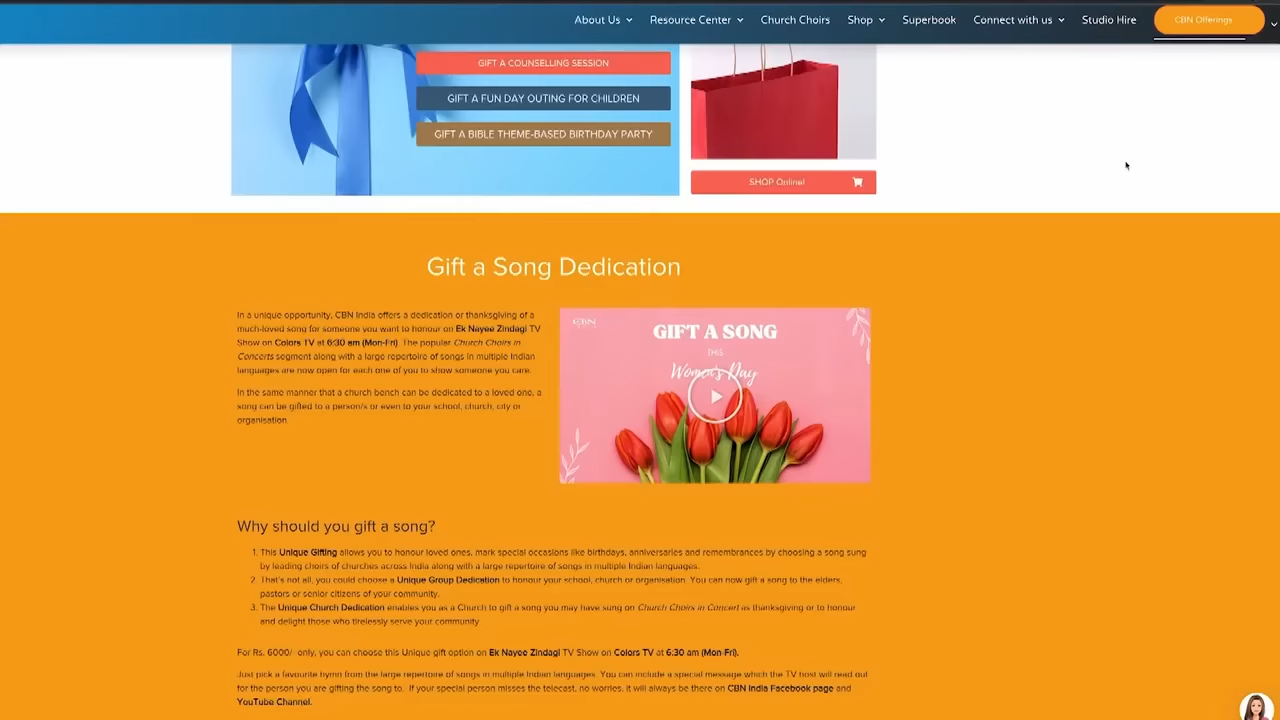 About Us
Resource Center
Church Choirs
Shop
Superbook
Connect with us
Studio Hire
CBN Offerings
GIFT A COUNSELLING SESSION
GIFT A FUN DAY OUTING FOR CHILDREN
GIFT A BIBLE THEME-BASED BIRTHDAY PARTY
SHOP Online!
Gift a Song Dedication
In a unique opportunity, CBN India offers a dedication or thanksgiving of a
much-loved song for someone you want to honour on Ek Nayee Zindagi TV
Show on Colors TV at 6:30 am (Mon-Fri). The popular Church Choirs in
Concerts segment along with a large repertoire of songs in multiple Indian
languages are now open for each one of you to show someone you care.
In the same manner that a church bench can be dedicated to a loved one, a
song can be gifted to a person/s or even to your school, church, city or
organisation.
CBN
GIFT A SONG
THIS
Women's Day
Why should you gift a song?
1. This Unique Gifting allows you to honour loved ones, mark special occasions like birthdays, anniversaries and remembrances by choosing a song sung
by leading choirs of churches across India along with a large repertoire of songs in multiple Indian languages.
2. That's not all, you could choose a Unique Group Dedication to honour your school, church or organisation. You can now gift a song to the elders,
pastors or senior citizens of your community.
3. The Unique Church Dedication enables you as a Church to gift a song you may have sung on Church Choirs in Concert as thanksgiving or to honour
and delight those who tirelessly serve your community
For Rs. 6000/- only, you can choose this Unique gift option on Ek Nayee Zindagi TV Show on Colors TV at 6:30 am (Mon-Fri).
Just pick a favourite hymn from the large repertoire of songs in multiple Indian languages. You can include a special message which the TV host will read out
for the person you are gifting the song to. If your special person misses the telecast, no worries, it will always be there on CBN India Facebook page and
YouTube Channel.